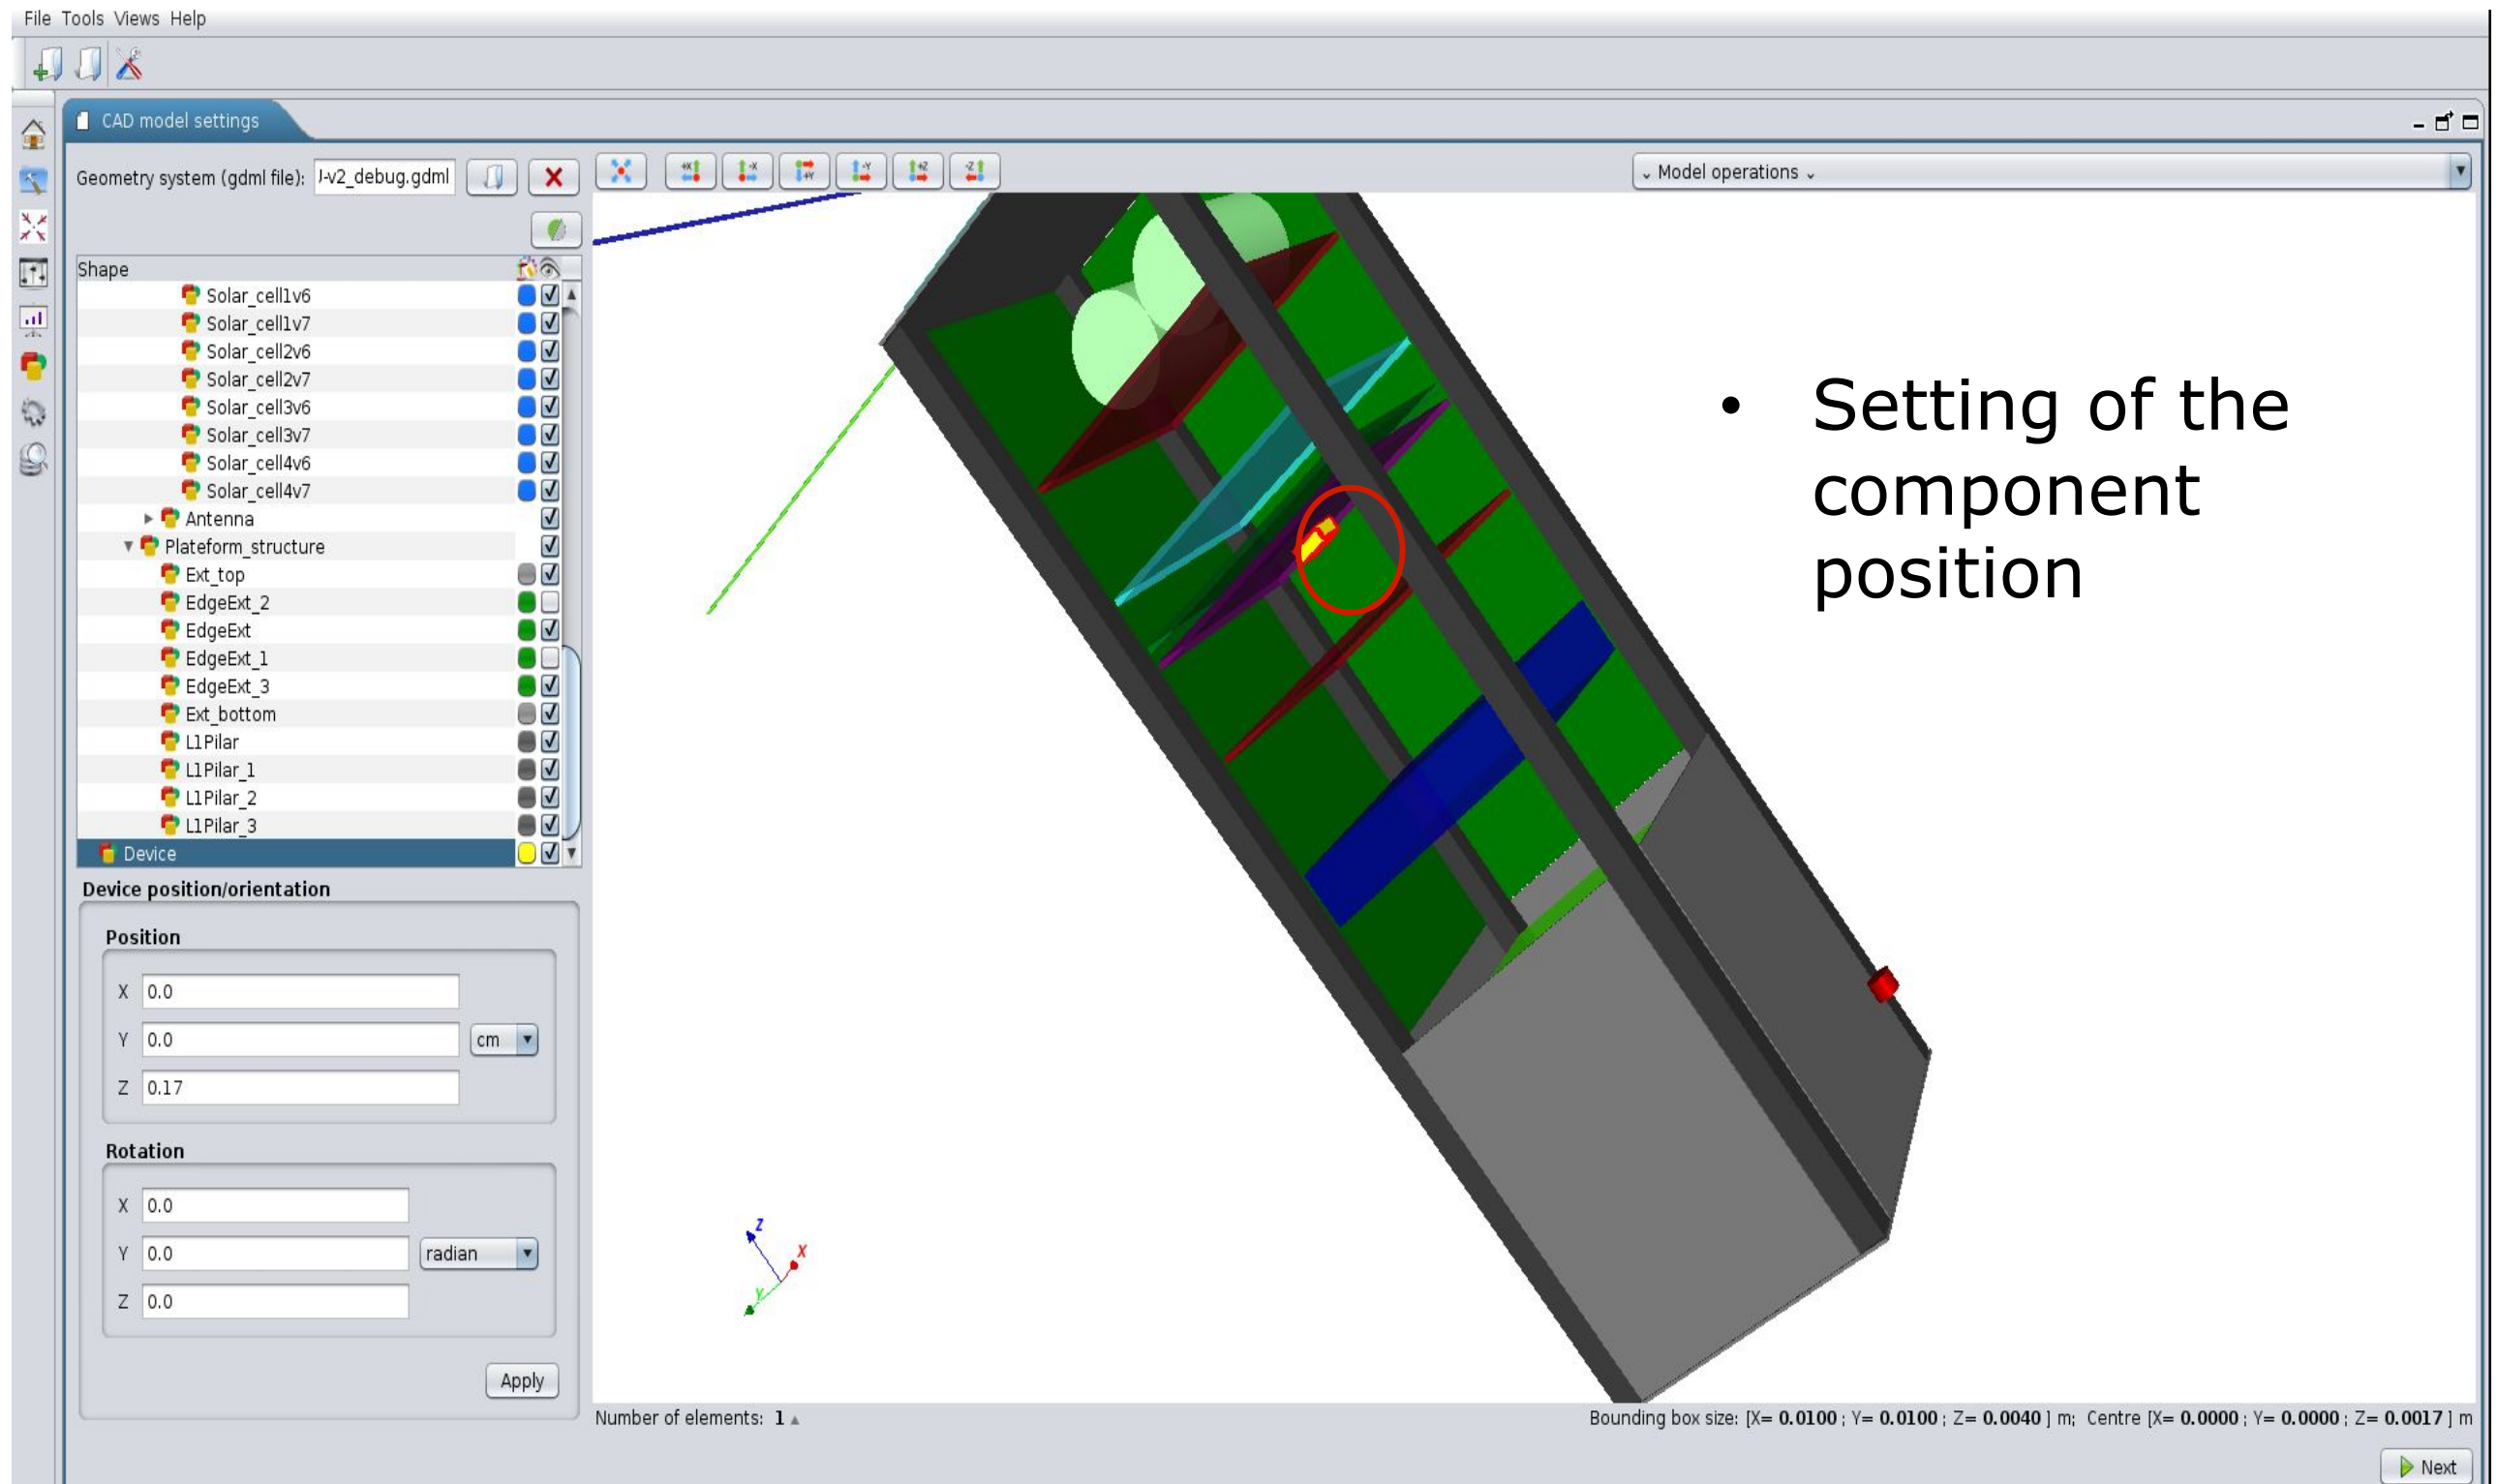 File Tools Views Help
CAD model settings
Geometry system (gdml file): J-v2_debug.gdml
+X -X +Y -Y +Z -Z
Model operations
Shape
Solar_cell1v6
Solar_cell1v7
Solar_cell2v6
Solar_cell2v7
Solar_cell3v6
Solar_cell3v7
Solar_cell4v6
Solar_cell4v7
Antenna
Plateform_structure
Ext_top
EdgeExt_2
EdgeExt
EdgeExt_1
EdgeExt_3
Ext_bottom
L1Pilar
L1Pilar_1
L1Pilar_2
L1Pilar_3
Device
• Setting of the
component
position
Device position/orientation
Position
X 0.0
Y 0.0 cm
Z 0.17
Rotation
X 0.0
Y 0.0 radian
Z 0.0
Apply
Z
X
Y
Number of elements: 1
Bounding box size: [X= 0.0100 ; Y= 0.0100 ; Z= 0.0040 ] m; Centre [X= 0.0000 ; Y= 0.0000 ; Z= 0.0017 ] m
Next